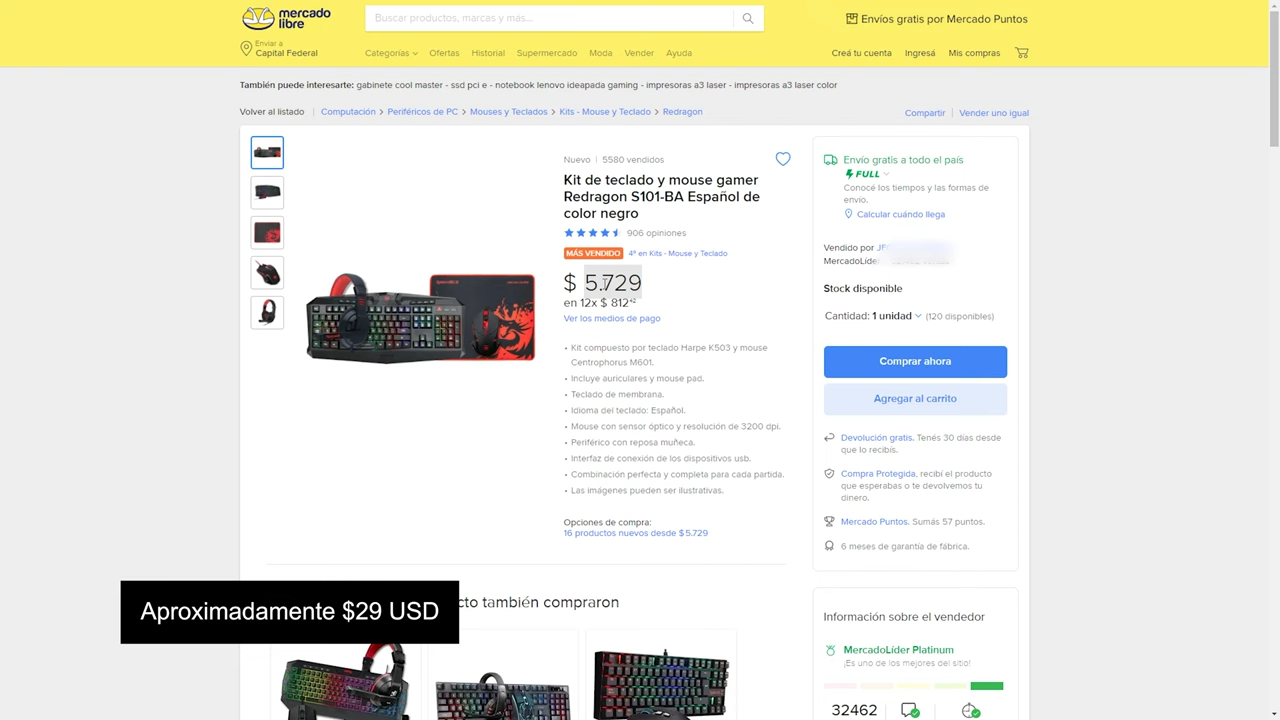 mercado
libre
Buscar productos, marcas y más...
Envíos gratis por Mercado Puntos
Enviar a
Capital Federal
Categorías
Ofertas
Historial
Supermercado
Moda
Vender
Ayuda
Creá tu cuenta
Ingresá
Mis compras
También puede interesarte: gabinete cool master - ssd pci e - notebook lenovo ideapada gaming - impresoras a3 laser - impresoras a3 laser color
Volver al listado | Computación > Periféricos de PC > Mouses y Teclados > Kits - Mouse y Teclado > Redragon
Compartir | Vender uno igual
Nuevo | 5580 vendidos
Kit de teclado y mouse gamer
Redragon S101-BA Español de
color negro
906 opiniones
MÁS VENDIDO 4º en Kits - Mouse y Teclado
$ 5.729
en 12x $ 812⁴²
Ver los medios de pago
• Kit compuesto por teclado Harpe K503 y mouse
Centrophorus M601.
• Incluye auriculares y mouse pad.
• Teclado de membrana.
• Idioma del teclado: Español.
• Mouse con sensor óptico y resolución de 3200 dpi.
• Periférico con reposa muñeca.
• Interfaz de conexión de los dispositivos usb.
• Combinación perfecta y completa para cada partida.
• Las imágenes pueden ser ilustrativas.
Opciones de compra:
16 productos nuevos desde $5.729
Envío gratis a todo el país
FULL
Conocé los tiempos y las formas de
envío.
Calcular cuándo llega
Vendido por
MercadoLíder
Stock disponible
Cantidad: 1 unidad (120 disponibles)
Comprar ahora
Agregar al carrito
Devolución gratis. Tenés 30 días desde
que lo recibís.
Compra Protegida, recibí el producto
que esperabas o te devolvemos tu
dinero.
Mercado Puntos. Sumás 57 puntos.
6 meses de garantía de fábrica.
Aproximadamente $29 USD
también compraron
Información sobre el vendedor
MercadoLíder Platinum
¡Es uno de los mejores del sitio!
32462